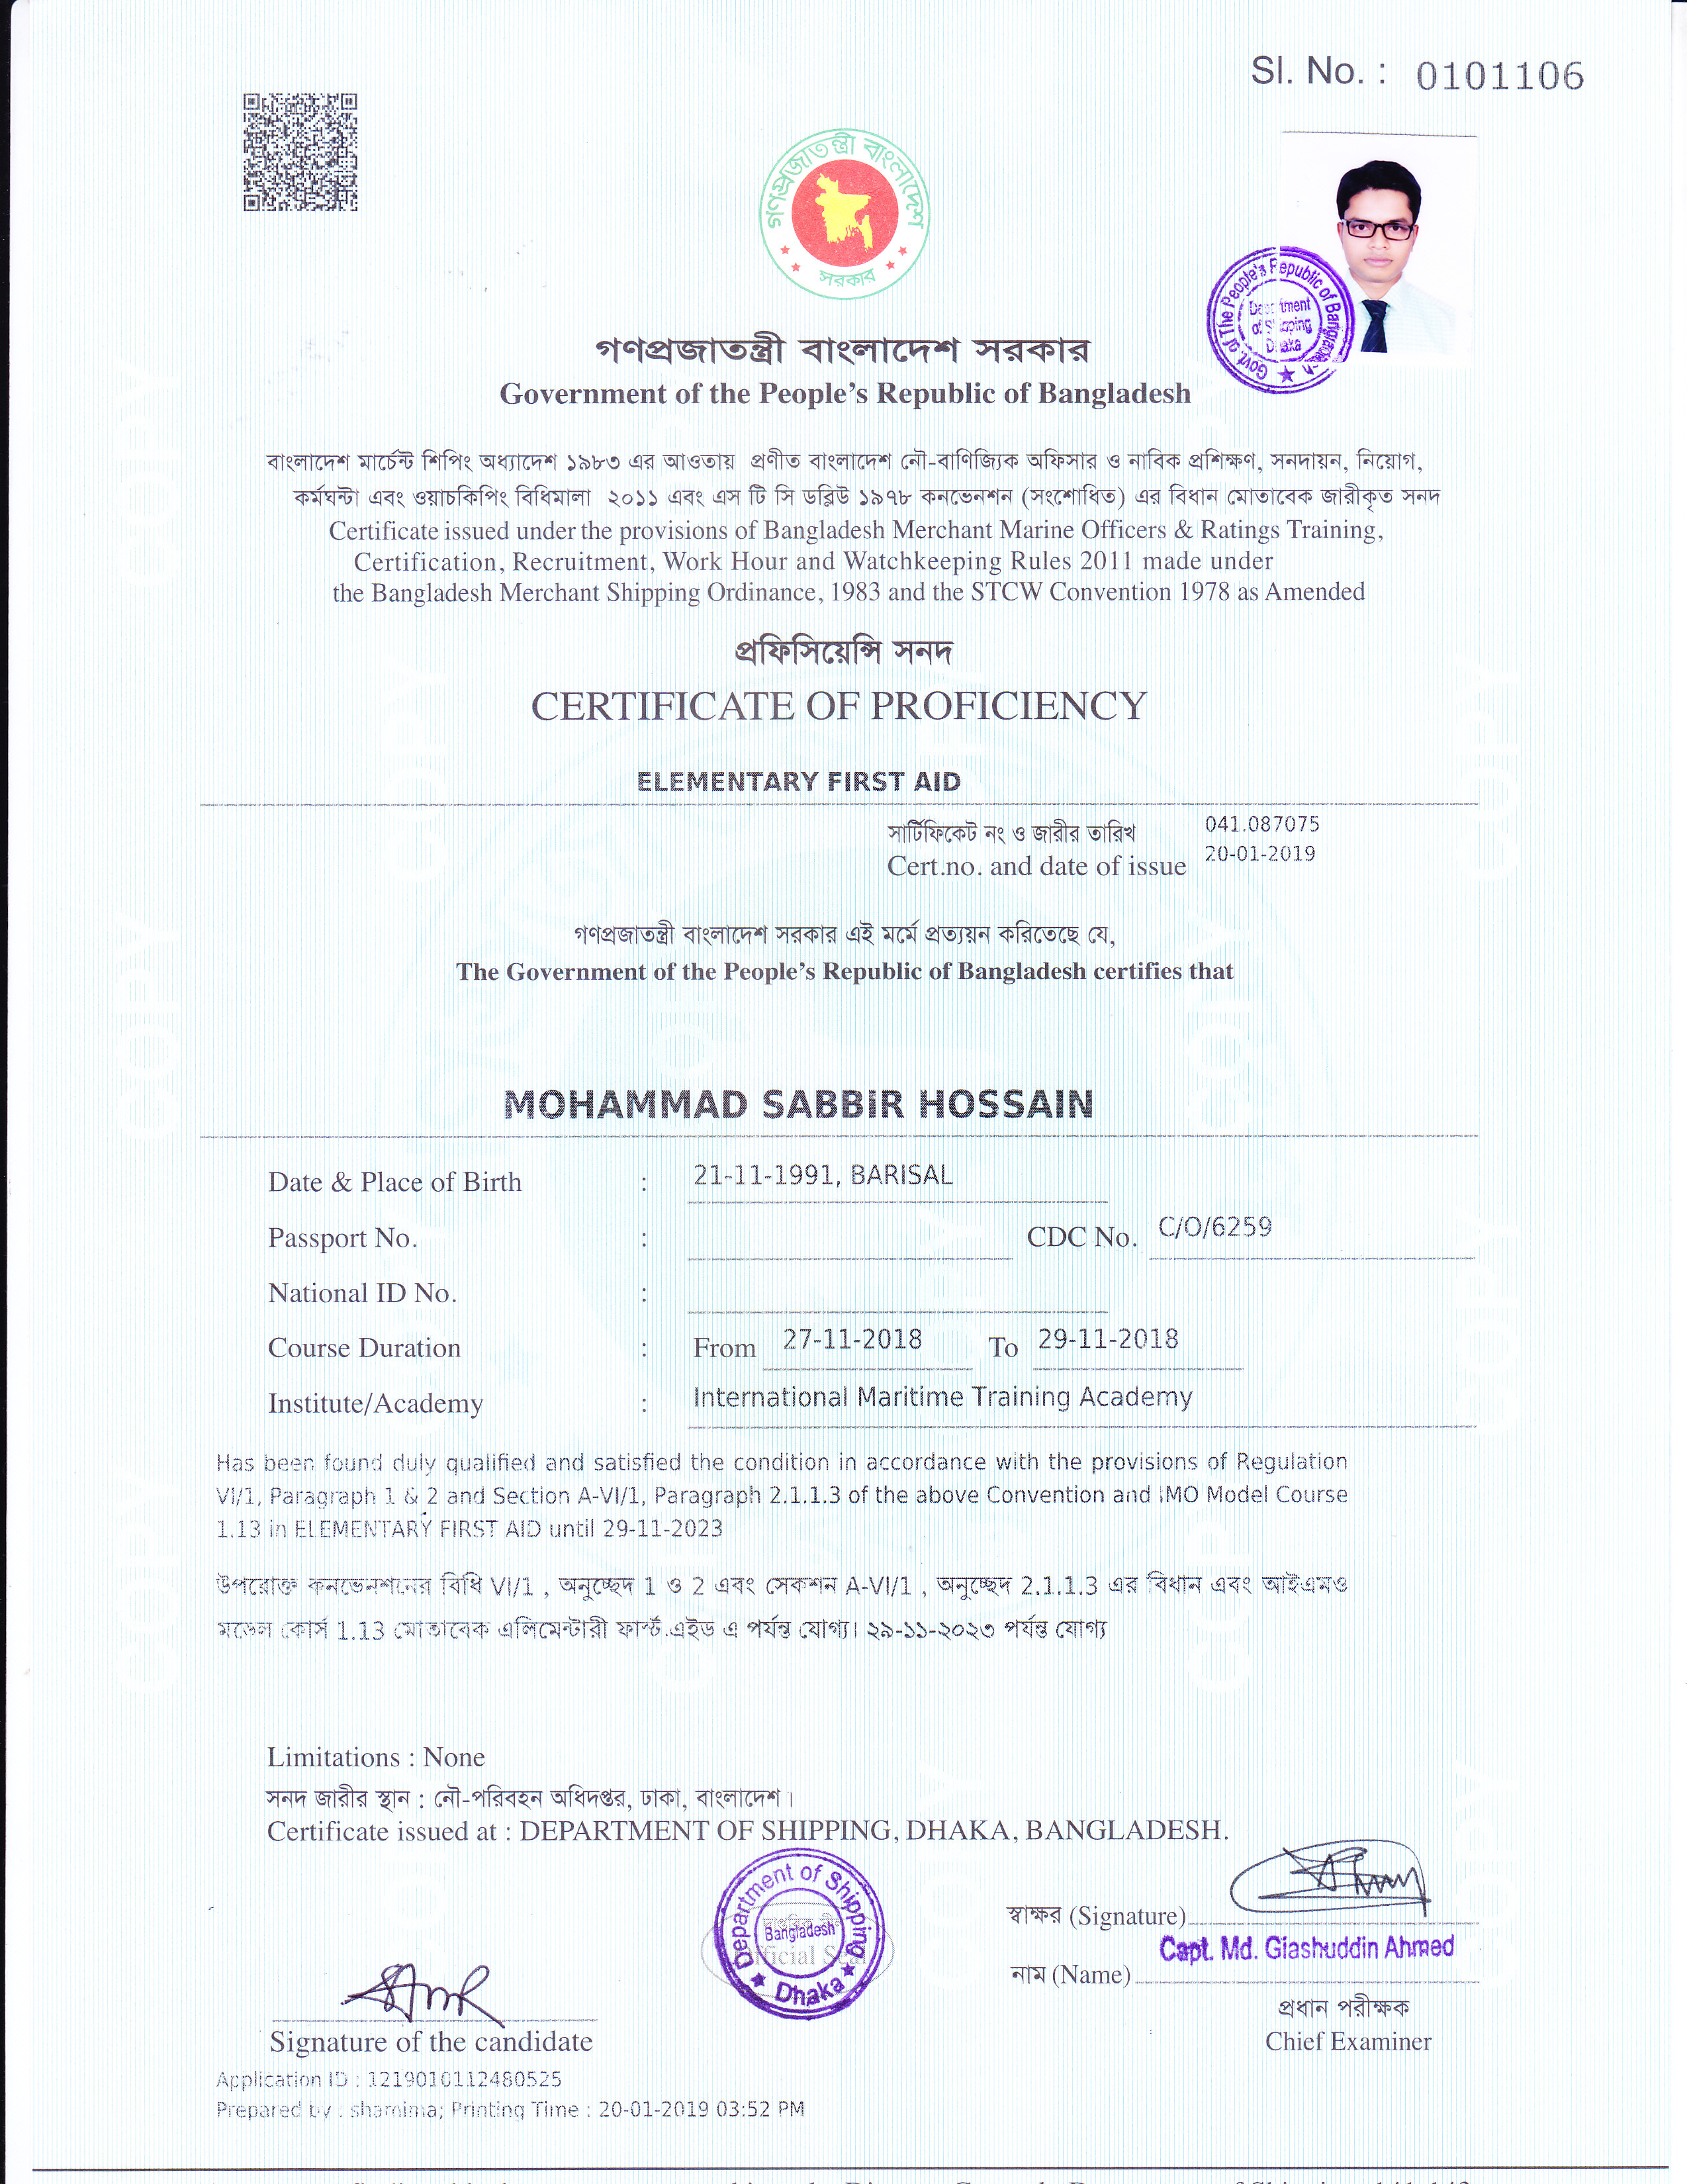 Sl. No. : 0101106
গণপ্রজাতন্ত্রী বাংলাদেশ
সরকার
Govt. of The People's Republic of Bangladesh
Department
of Shipping
Dhaka
গণপ্রজাতন্ত্রী বাংলাদেশ সরকার
Government of the People's Republic of Bangladesh
বাংলাদেশ মার্চেন্ট শিপিং অধ্যাদেশ ১৯৮৩ এর আওতায় প্রণীত বাংলাদেশ নৌ-বাণিজ্যিক অফিসার ও নাবিক প্রশিক্ষণ, সনদায়ন, নিয়োগ,
কর্মঘন্টা এবং ওয়াচকিপিং বিধিমালা ২০১১ এবং এস টি সি ডব্লিউ ১৯৭৮ কনভেনশন (সংশোধিত) এর বিধান মোতাবেক জারীকৃত সনদ
Certificate issued under the provisions of Bangladesh Merchant Marine Officers & Ratings Training,
Certification, Recruitment, Work Hour and Watchkeeping Rules 2011 made under
the Bangladesh Merchant Shipping Ordinance, 1983 and the STCW Convention 1978 as Amended
প্রফিসিয়েন্সি সনদ
CERTIFICATE OF PROFICIENCY
ELEMENTARY FIRST AID
সার্টিফিকেট নং ও জারীর তারিখ 041.087075
Cert.no. and date of issue 20-01-2019
গণপ্রজাতন্ত্রী বাংলাদেশ সরকার এই মর্মে প্রত্যয়ন করিতেছে যে,
The Government of the People's Republic of Bangladesh certifies that
MOHAMMAD SABBIR HOSSAIN
Date & Place of Birth : 21-11-1991, BARISAL
Passport No. : CDC No. C/O/6259
National ID No. :
Course Duration : From 27-11-2018 To 29-11-2018
Institute/Academy : International Maritime Training Academy
Has been found duly qualified and satisfied the condition in accordance with the provisions of Regulation
VI/1, Paragraph 1 & 2 and Section A-VI/1, Paragraph 2.1.1.3 of the above Convention and IMO Model Course
1.13 in ELEMENTARY FIRST AID until 29-11-2023
উপরোক্ত কনভেনশনের বিধি VI/1 , অনুচ্ছেদ 1 ও 2 এবং সেকশন A-VI/1 , অনুচ্ছেদ 2.1.1.3 এর বিধান এবং আইএমও
মডেল কোর্স 1.13 মোতাবেক এলিমেন্টারী ফার্স্ট এইড এ পর্যন্ত যোগ্য। ২৯-১১-২০২৩ পর্যন্ত যোগ্য
Limitations : None
সনদ জারীর স্থান : নৌ-পরিবহন অধিদপ্তর, ঢাকা, বাংলাদেশ।
Certificate issued at : DEPARTMENT OF SHIPPING, DHAKA, BANGLADESH.
Department of Shipping
Bangladesh
Official Seal
Dhaka
স্বাক্ষর (Signature)
Capt. Md. Giashuddin Ahmed
নাম (Name)
প্রধান পরীক্ষক
Chief Examiner
Signature of the candidate
Application ID : 1219010112480525
Prepared by : shamima; Printing Time : 20-01-2019 03:52 PM